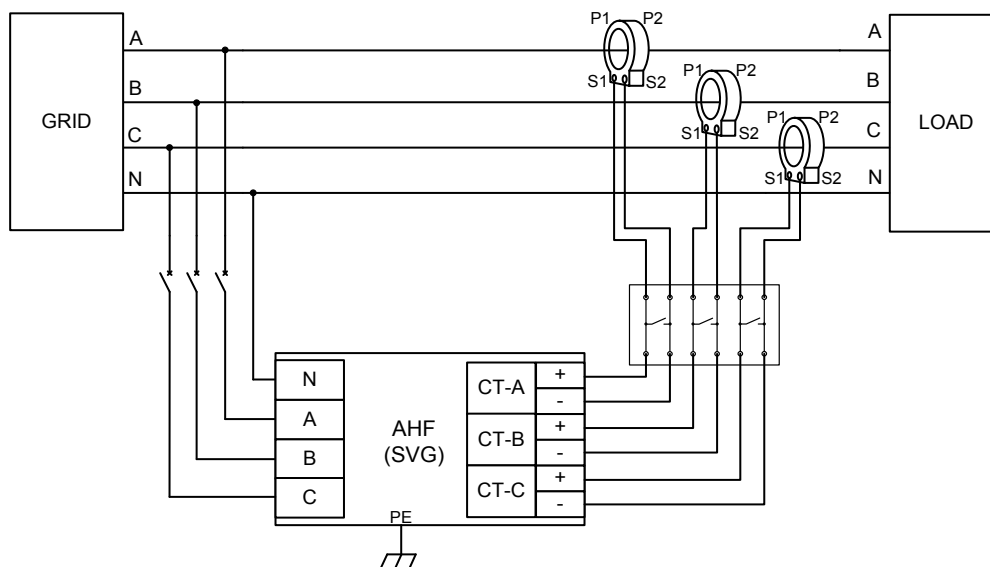 P1 P2
A
A
S1 S2
P1 P2
B
B
S1 S2
P1 P2
GRID
LOAD
C
C
S1 S2
N
N
N
A
B
C
AHF
(SVG)
CT-A
+
-
CT-B
+
-
CT-C
+
-
PE